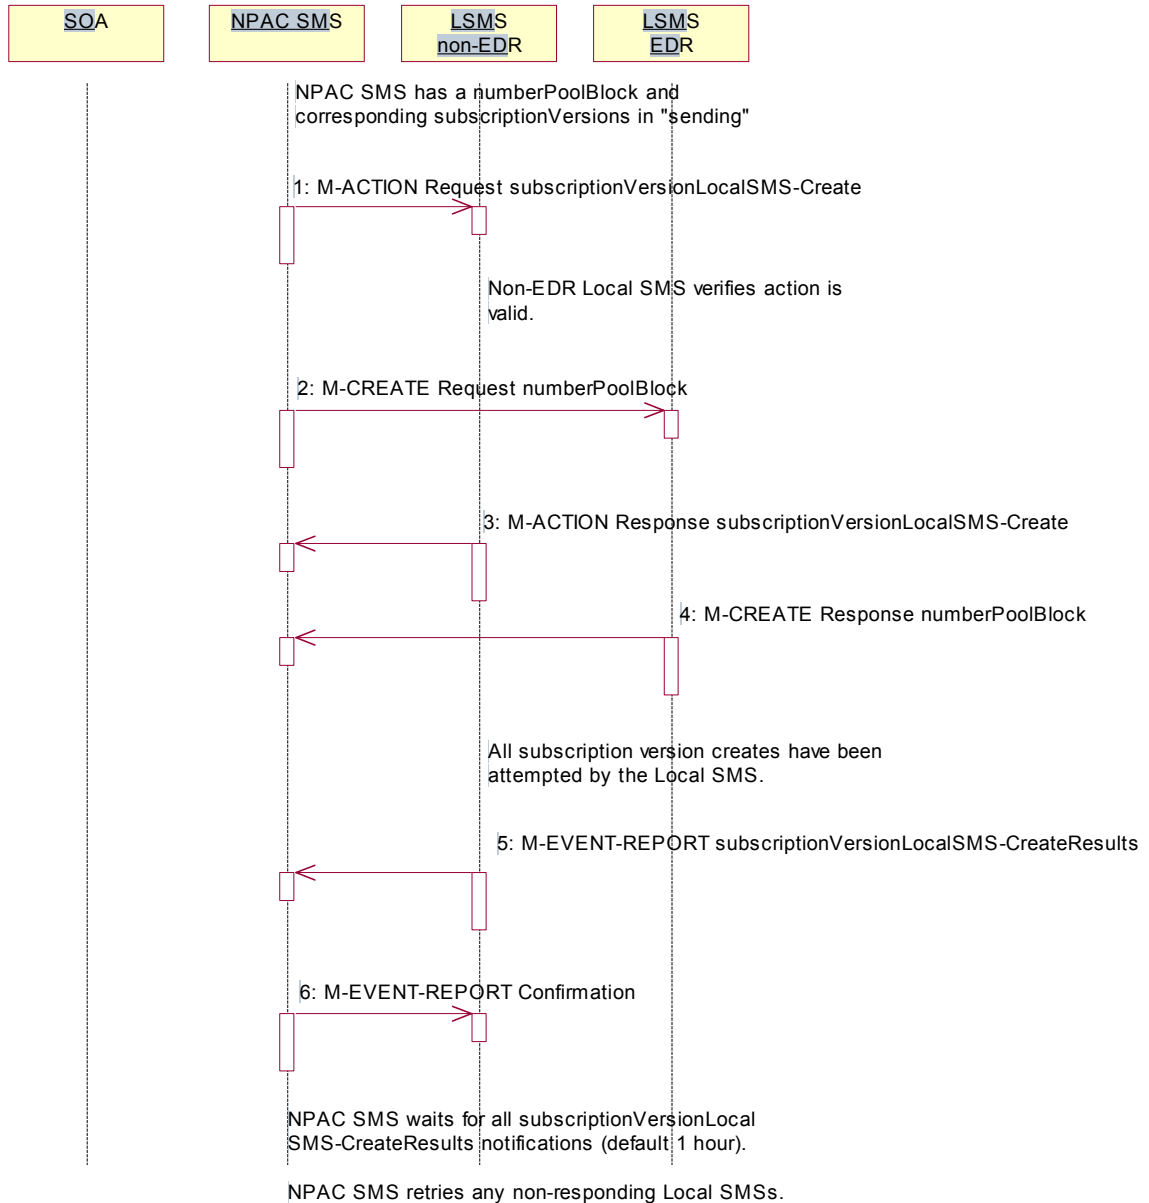 SOA
NPAC SMS
LSMS
non-EDR
LSMS
EDR
NPAC SMS has a numberPoolBlock and
corresponding subscriptionVersions in "sending"
1: M-ACTION Request subscriptionVersionLocalSMS-Create
Non-EDR Local SMS verifies action is
valid.
2: M-CREATE Request numberPoolBlock
3: M-ACTION Response subscriptionVersionLocalSMS-Create
4: M-CREATE Response numberPoolBlock
All subscription version creates have been
attempted by the Local SMS.
5: M-EVENT-REPORT subscriptionVersionLocalSMS-CreateResults
6: M-EVENT-REPORT Confirmation
NPAC SMS waits for all subscriptionVersionLocal
SMS-CreateResults notifications (default 1 hour).
NPAC SMS retries any non-responding Local SMSs.